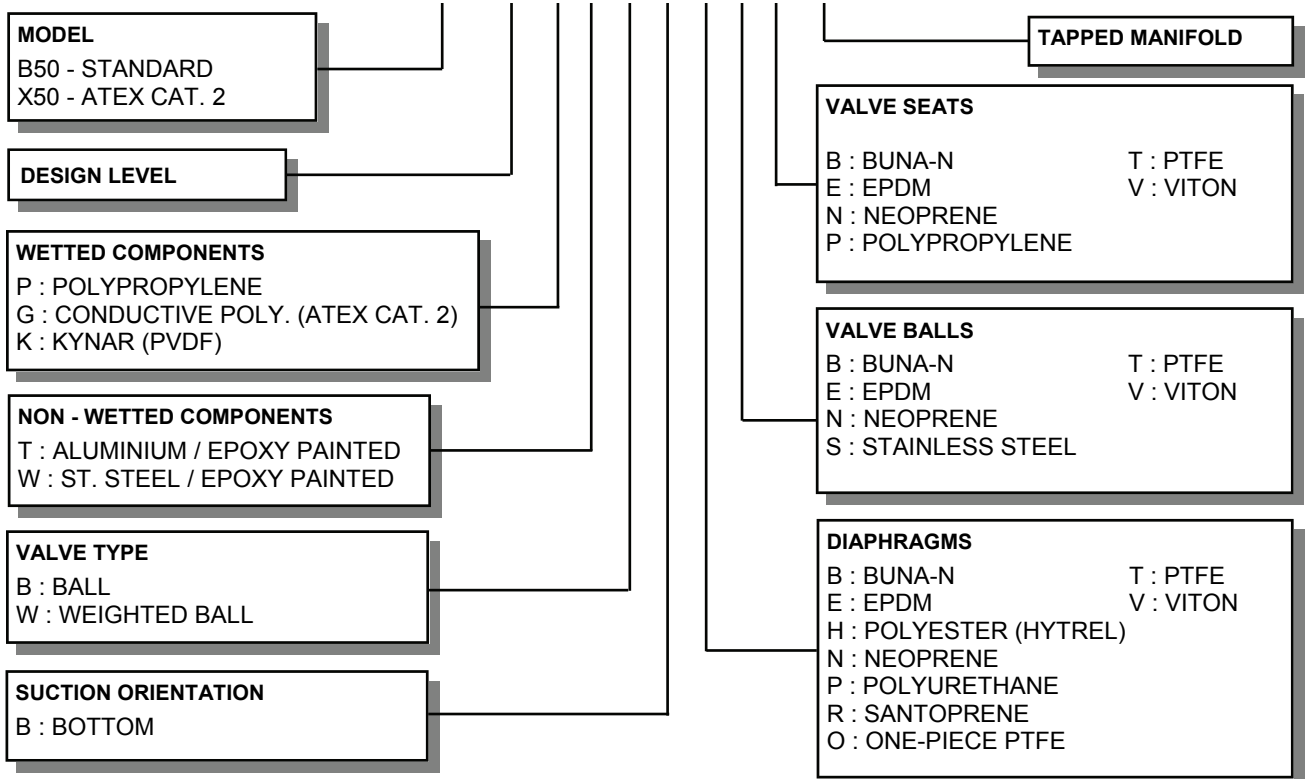 MODEL
B50 - STANDARD
X50 - ATEX CAT. 2
DESIGN LEVEL
WETTED COMPONENTS
P : POLYPROPYLENE
G : CONDUCTIVE POLY. (ATEX CAT. 2)
K : KYNAR (PVDF)
NON - WETTED COMPONENTS
T : ALUMINIUM / EPOXY PAINTED
W : ST. STEEL / EPOXY PAINTED
VALVE TYPE
B : BALL
W : WEIGHTED BALL
SUCTION ORIENTATION
B : BOTTOM
TAPPED MANIFOLD
VALVE SEATS
B : BUNA-N T : PTFE
E : EPDM V : VITON
N : NEOPRENE
P : POLYPROPYLENE
VALVE BALLS
B : BUNA-N T : PTFE
E : EPDM V : VITON
N : NEOPRENE
S : STAINLESS STEEL
DIAPHRAGMS
B : BUNA-N T : PTFE
E : EPDM V : VITON
H : POLYESTER (HYTREL)
N : NEOPRENE
P : POLYURETHANE
R : SANTOPRENE
O : ONE-PIECE PTFE